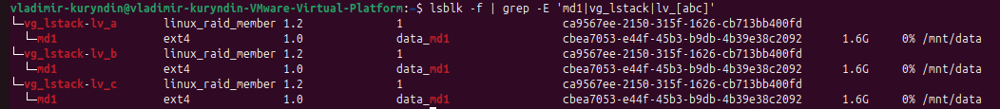 vladimir-kuryndin@vladimir-kuryndin-VMware-Virtual-Platform:~$ lsblk -f | grep -E 'md1|vg_lstack|lv_[abc]'
└─vg_lstack-lv_a linux_raid_member 1.2 1 ca9567ee-2150-315f-1626-cb713bb400fd
└─md1 ext4 1.0 data_md1 cbea7053-e44f-45b3-b9db-4b39e38c2092 1.6G 0% /mnt/data
└─vg_lstack-lv_b linux_raid_member 1.2 1 ca9567ee-2150-315f-1626-cb713bb400fd
└─md1 ext4 1.0 data_md1 cbea7053-e44f-45b3-b9db-4b39e38c2092 1.6G 0% /mnt/data
└─vg_lstack-lv_c linux_raid_member 1.2 1 ca9567ee-2150-315f-1626-cb713bb400fd
└─md1 ext4 1.0 data_md1 cbea7053-e44f-45b3-b9db-4b39e38c2092 1.6G 0% /mnt/data